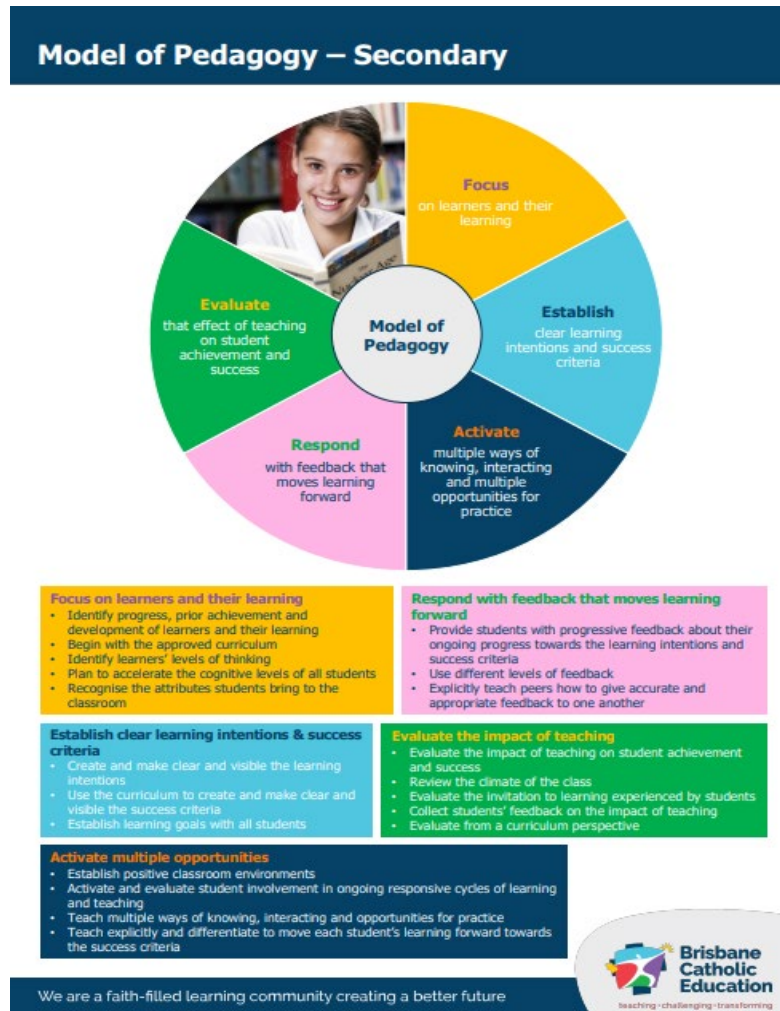 Model of Pedagogy – Secondary
Focus
on learners and their
learning
Establish
clear learning
intentions and success
criteria
Activate
multiple ways of
knowing, interacting
and multiple
opportunities for
practice
Respond
with feedback that
moves learning
forward
Evaluate
that effect of teaching
on student
achievement and
success
The
Nuclear Age
Model of
Pedagogy
Focus on learners and their learning
• Identify progress, prior achievement and
development of learners and their learning
• Begin with the approved curriculum
• Identify learners' levels of thinking
• Plan to accelerate the cognitive levels of all students
• Recognise the attributes students bring to the
classroom
Respond with feedback that moves learning
forward
• Provide students with progressive feedback about their
ongoing progress towards the learning intentions and
success criteria
• Use different levels of feedback
• Explicitly teach peers how to give accurate and
appropriate feedback to one another
Establish clear learning intentions & success
criteria
• Create and make clear and visible the learning
intentions
• Use the curriculum to create and make clear and
visible the success criteria
• Establish learning goals with all students
Evaluate the impact of teaching
• Evaluate the impact of teaching on student achievement
and success
• Review the climate of the class
• Evaluate the invitation to learning experienced by students
• Collect students' feedback on the impact of teaching
• Evaluate from a curriculum perspective
Activate multiple opportunities
• Establish positive classroom environments
• Activate and evaluate student involvement in ongoing responsive cycles of learning
and teaching
• Teach multiple ways of knowing, interacting and opportunities for practice
• Teach explicitly and differentiate to move each student's learning forward towards
the success criteria
We are a faith-filled learning community creating a better future
Brisbane
Catholic
Education
teaching·challenging·transforming